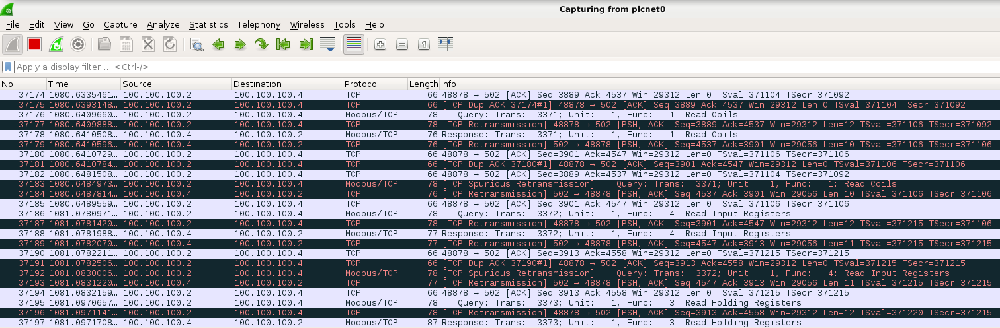 Capturing from plcnet0
File Edit View Go Capture Analyze Statistics Telephony Wireless Tools Help
Apply a display filter ... <Ctrl-/>
No. Time Source Destination Protocol Length Info
37174 1080.6335461… 100.100.100.2 100.100.100.4 TCP 66 48878 → 502 [ACK] Seq=3889 Ack=4537 Win=29312 Len=0 TSval=371104 TSecr=371092
37175 1080.6393148… 100.100.100.2 100.100.100.4 TCP 66 [TCP Dup ACK 37174#1] 48878 → 502 [ACK] Seq=3889 Ack=4537 Win=29312 Len=0 TSval=371104 TSecr=371092
37176 1080.6409660… 100.100.100.2 100.100.100.4 Modbus/TCP 78 Query: Trans: 3371; Unit: 1, Func: 1: Read Coils
37177 1080.6409888… 100.100.100.2 100.100.100.4 TCP 78 [TCP Retransmission] 48878 → 502 [PSH, ACK] Seq=3889 Ack=4537 Win=29312 Len=12 TSval=371106 TSecr=371092
37178 1080.6410508… 100.100.100.4 100.100.100.2 Modbus/TCP 76 Response: Trans: 3371; Unit: 1, Func: 1: Read Coils
37179 1080.6410596… 100.100.100.4 100.100.100.2 TCP 76 [TCP Retransmission] 502 → 48878 [PSH, ACK] Seq=4537 Ack=3901 Win=29056 Len=10 TSval=371106 TSecr=371106
37180 1080.6410729… 100.100.100.2 100.100.100.4 TCP 66 48878 → 502 [ACK] Seq=3901 Ack=4547 Win=29312 Len=0 TSval=371106 TSecr=371106
37181 1080.6410784… 100.100.100.2 100.100.100.4 TCP 66 [TCP Dup ACK 37180#1] 48878 → 502 [ACK] Seq=3901 Ack=4547 Win=29312 Len=0 TSval=371106 TSecr=371106
37182 1080.6481508… 100.100.100.2 100.100.100.4 TCP 66 48878 → 502 [ACK] Seq=3889 Ack=4537 Win=29312 Len=0 TSval=371104 TSecr=371092
37183 1080.6484973… 100.100.100.2 100.100.100.4 Modbus/TCP 78 [TCP Spurious Retransmission] Query: Trans: 3371; Unit: 1, Func: 1: Read Coils
37184 1080.6487814… 100.100.100.4 100.100.100.2 TCP 76 [TCP Retransmission] 502 → 48878 [PSH, ACK] Seq=4537 Ack=3901 Win=29056 Len=10 TSval=371106 TSecr=371106
37185 1080.6489559… 100.100.100.2 100.100.100.4 TCP 66 48878 → 502 [ACK] Seq=3901 Ack=4547 Win=29312 Len=0 TSval=371106 TSecr=371106
37186 1081.0780971… 100.100.100.2 100.100.100.4 Modbus/TCP 78 Query: Trans: 3372; Unit: 1, Func: 4: Read Input Registers
37187 1081.0781420… 100.100.100.2 100.100.100.4 TCP 78 [TCP Retransmission] 48878 → 502 [PSH, ACK] Seq=3901 Ack=4547 Win=29312 Len=12 TSval=371215 TSecr=371106
37188 1081.0781988… 100.100.100.4 100.100.100.2 Modbus/TCP 77 Response: Trans: 3372; Unit: 1, Func: 4: Read Input Registers
37189 1081.0782070… 100.100.100.4 100.100.100.2 TCP 77 [TCP Retransmission] 502 → 48878 [PSH, ACK] Seq=4547 Ack=3913 Win=29056 Len=11 TSval=371215 TSecr=371215
37190 1081.0782211… 100.100.100.2 100.100.100.4 TCP 66 48878 → 502 [ACK] Seq=3913 Ack=4558 Win=29312 Len=0 TSval=371215 TSecr=371215
37191 1081.0782506… 100.100.100.2 100.100.100.4 TCP 66 [TCP Dup ACK 37190#1] 48878 → 502 [ACK] Seq=3913 Ack=4558 Win=29312 Len=0 TSval=371215 TSecr=371215
37192 1081.0830006… 100.100.100.2 100.100.100.4 Modbus/TCP 78 [TCP Spurious Retransmission] Query: Trans: 3372; Unit: 1, Func: 4: Read Input Registers
37193 1081.0831220… 100.100.100.4 100.100.100.2 TCP 77 [TCP Retransmission] 502 → 48878 [PSH, ACK] Seq=4547 Ack=3913 Win=29056 Len=11 TSval=371215 TSecr=371215
37194 1081.0832159… 100.100.100.2 100.100.100.4 TCP 66 48878 → 502 [ACK] Seq=3913 Ack=4558 Win=29312 Len=0 TSval=371215 TSecr=371215
37195 1081.0970657… 100.100.100.2 100.100.100.4 Modbus/TCP 78 Query: Trans: 3373; Unit: 1, Func: 3: Read Holding Registers
37196 1081.0971141… 100.100.100.2 100.100.100.4 TCP 78 [TCP Retransmission] 48878 → 502 [PSH, ACK] Seq=3913 Ack=4558 Win=29312 Len=12 TSval=371220 TSecr=371215
37197 1081.0971708… 100.100.100.4 100.100.100.2 Modbus/TCP 87 Response: Trans: 3373; Unit: 1, Func: 3: Read Holding Registers